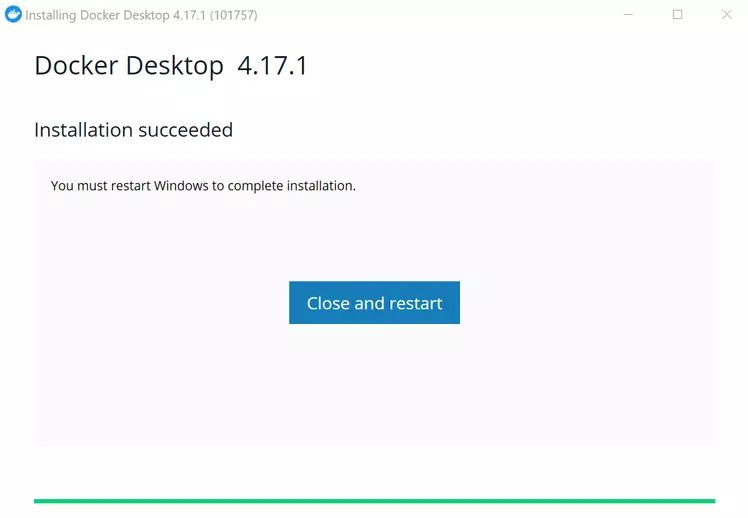 Installing Docker Desktop 4.17.1 (101757)
Docker Desktop 4.17.1
Installation succeeded
You must restart Windows to complete installation.
Close and restart